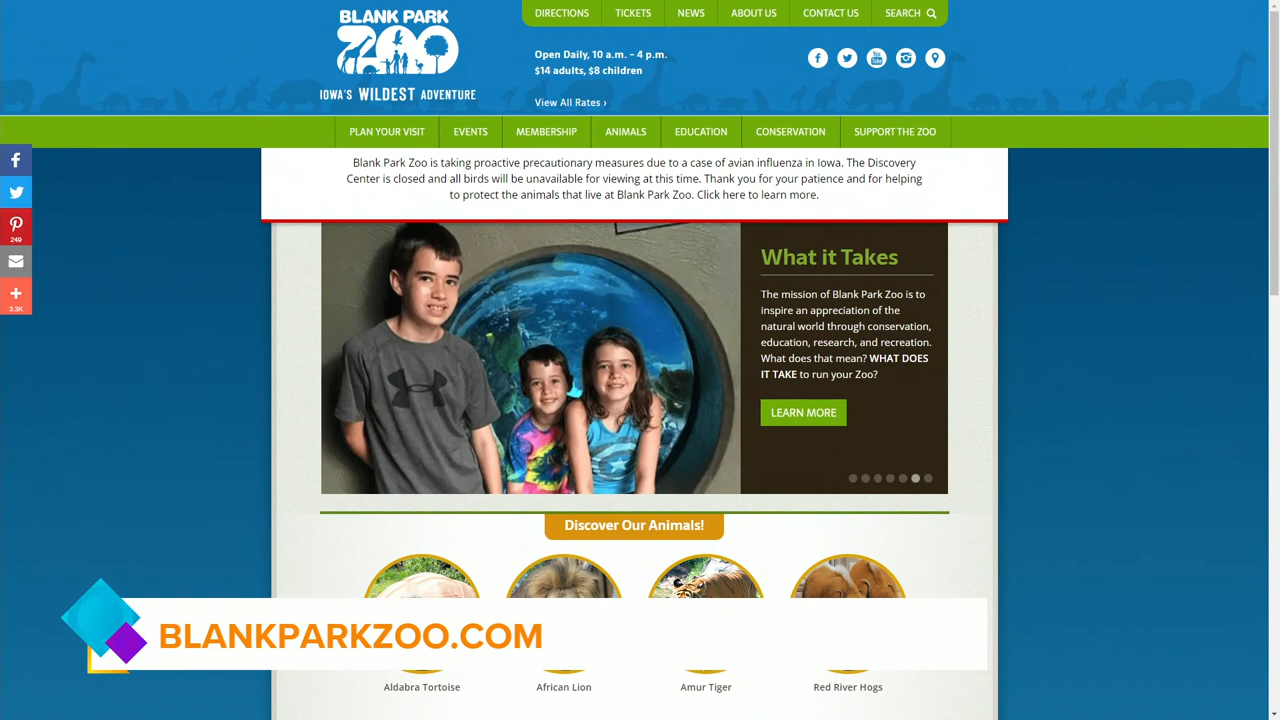 BLANK PARK
ZOO
IOWA'S WILDEST ADVENTURE
DIRECTIONS
TICKETS
NEWS
ABOUT US
CONTACT US
SEARCH
Open Daily, 10 a.m. - 4 p.m.
$14 adults, $8 children
View All Rates ›
You
Tube
PLAN YOUR VISIT
EVENTS
MEMBERSHIP
ANIMALS
EDUCATION
CONSERVATION
SUPPORT THE ZOO
Blank Park Zoo is taking proactive precautionary measures due to a case of avian influenza in Iowa. The Discovery
Center is closed and all birds will be unavailable for viewing at this time. Thank you for your patience and for helping
to protect the animals that live at Blank Park Zoo. Click here to learn more.
249
3.3K
What it Takes
The mission of Blank Park Zoo is to
inspire an appreciation of the
natural world through conservation,
education, research, and recreation.
What does that mean? WHAT DOES
IT TAKE to run your Zoo?
LEARN MORE
Discover Our Animals!
BLANKPARKZOO.COM
Aldabra Tortoise
African Lion
Amur Tiger
Red River Hogs